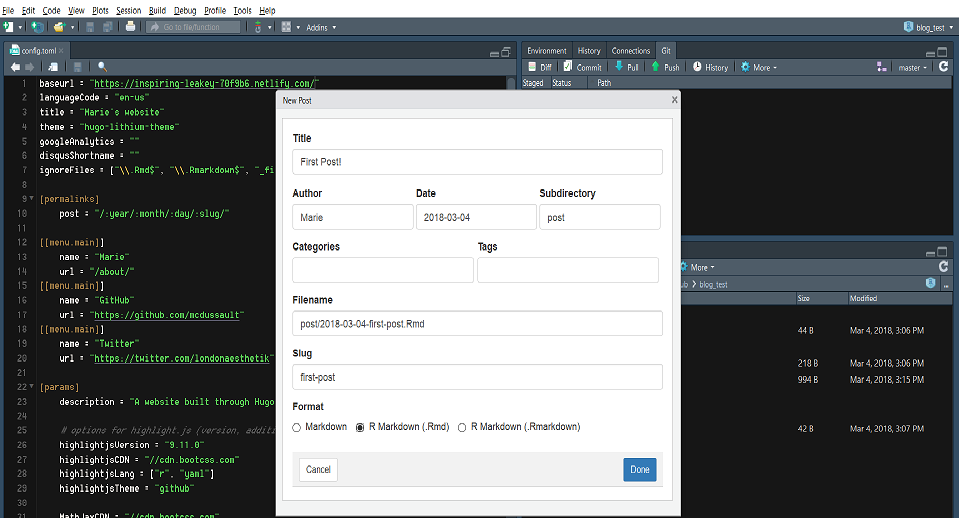 File Edit Code View Plots Session Build Debug Profile Tools Help
Go to file/function Addins blog_test
config.toml
1 baseurl = "https://inspiring-leakey-70f9b6.netlify.com/"
2 languageCode = "en-us"
3 title = "Marie's website"
4 theme = "hugo-lithium-theme"
5 googleAnalytics = ""
6 disqusShortname = ""
7 ignoreFiles = ["\\.Rmd$", "\\.Rmarkdown$", "_fi
8
9 [permalinks]
10 post = "/:year/:month/:day/:slug/"
11
12 [[menu.main]]
13 name = "Marie"
14 url = "/about/"
15 [[menu.main]]
16 name = "GitHub"
17 url = "https://github.com/mcdussault"
18 [[menu.main]]
19 name = "Twitter"
20 url = "https://twitter.com/londonaesthetik"
21
22 [params]
23 description = "A website built through Hugo
24
25 # options for highlight.js (version, additi
26 highlightjsVersion = "9.11.0"
27 highlightjsCDN = "//cdn.bootcss.com"
28 highlightjsLang = ["r", "yaml"]
29 highlightjsTheme = "github"
30
31 MathJaxCDN = "//cdn.bootcss.com"
New Post x
Title
First Post!
Author Date Subdirectory
Marie 2018-03-04 post
Categories Tags
Filename
post/2018-03-04-first-post.Rmd
Slug
first-post
Format
Markdown R Markdown (.Rmd) R Markdown (.Rmarkdown)
Cancel Done
Environment History Connections Git
Diff Commit Pull Push History More master
Staged Status Path
More
ub > blog_test ...
Size Modified
44 B Mar 4, 2018, 3:06 PM
218 B Mar 4, 2018, 3:06 PM
994 B Mar 4, 2018, 3:15 PM
42 B Mar 4, 2018, 3:07 PM